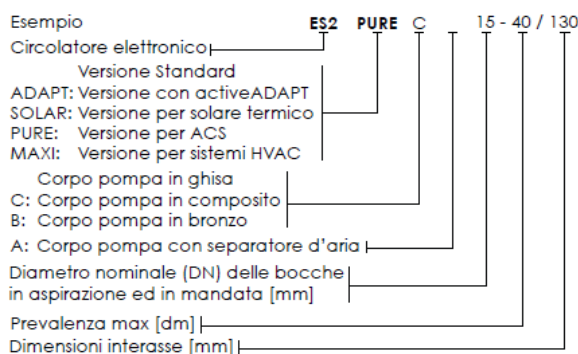 Esempio ES2 PURE C 15 - 40 / 130
Circolatore elettronico
Versione Standard
ADAPT: Versione con activeADAPT
SOLAR: Versione per solare termico
PURE: Versione per ACS
MAXI: Versione per sistemi HVAC
Corpo pompa in ghisa
C: Corpo pompa in composito
B: Corpo pompa in bronzo
A: Corpo pompa con separatore d'aria
Diametro nominale (DN) delle bocche
in aspirazione ed in mandata [mm]
Prevalenza max [dm]
Dimensioni interasse [mm]